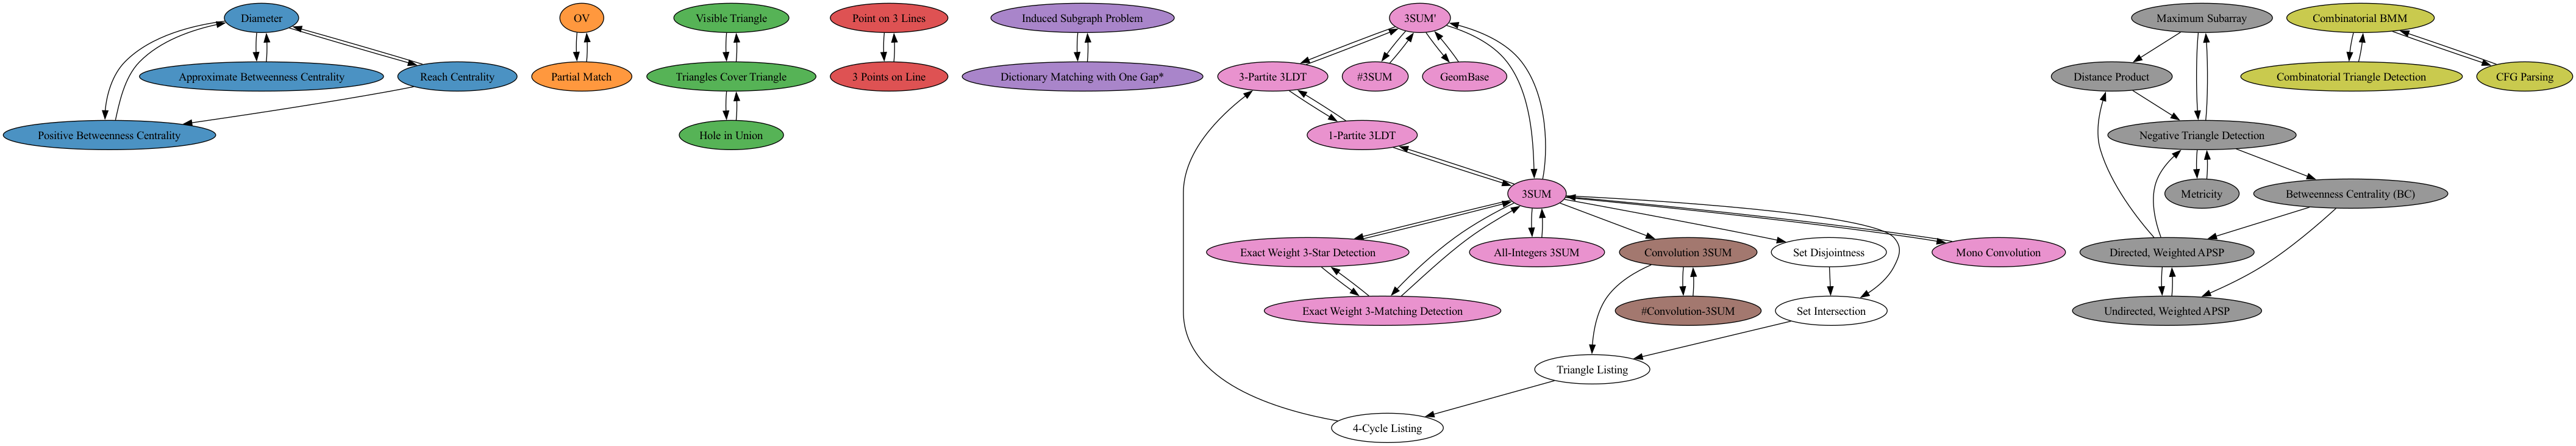 Diameter
OV
Visible Triangle
Point on 3 Lines
Induced Subgraph Problem
3SUM'
Maximum Subarray
Combinatorial BMM
Approximate Betweenness Centrality
Reach Centrality
Partial Match
Triangles Cover Triangle
3 Points on Line
Dictionary Matching with One Gap*
3-Partite 3LDT
#3SUM
GeomBase
Distance Product
Combinatorial Triangle Detection
CFG Parsing
Positive Betweenness Centrality
Hole in Union
1-Partite 3LDT
Negative Triangle Detection
3SUM
Metricity
Betweenness Centrality (BC)
Exact Weight 3-Star Detection
All-Integers 3SUM
Convolution 3SUM
Set Disjointness
Mono Convolution
Directed, Weighted APSP
Exact Weight 3-Matching Detection
#Convolution-3SUM
Set Intersection
Undirected, Weighted APSP
Triangle Listing
4-Cycle Listing